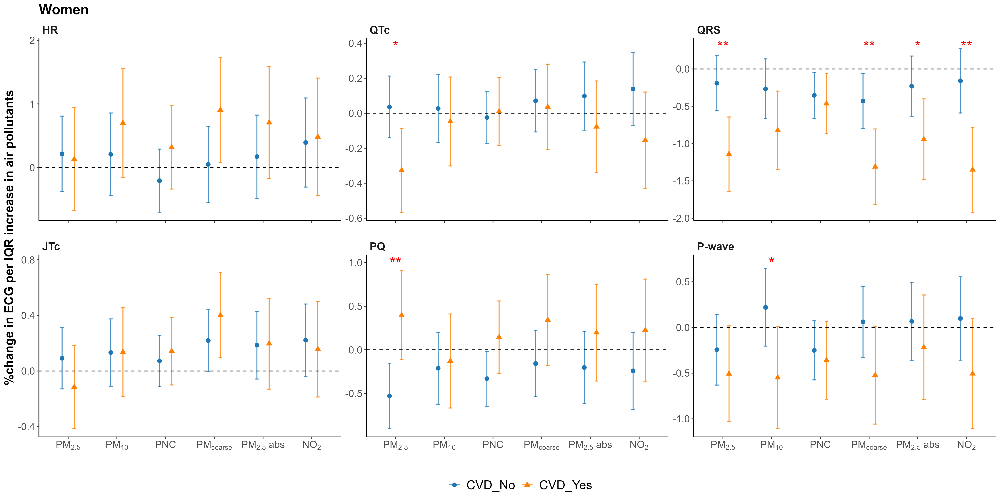 Women
%change in ECG per IQR increase in air pollutants
HR
2
1
0
QTc
*
0.4
0.2
0.0
-0.2
-0.4
-0.6
QRS
** ** * **
0.0
-0.5
-1.0
-1.5
-2.0
JTc
0.8
0.4
0.0
-0.4
PM2.5 PM10 PNC PMcoarse PM2.5 abs NO2
PQ
**
1.0
0.5
0.0
-0.5
PM2.5 PM10 PNC PMcoarse PM2.5 abs NO2
P-wave
*
0.5
0.0
-0.5
-1.0
PM2.5 PM10 PNC PMcoarse PM2.5 abs NO2
CVD_No CVD_Yes